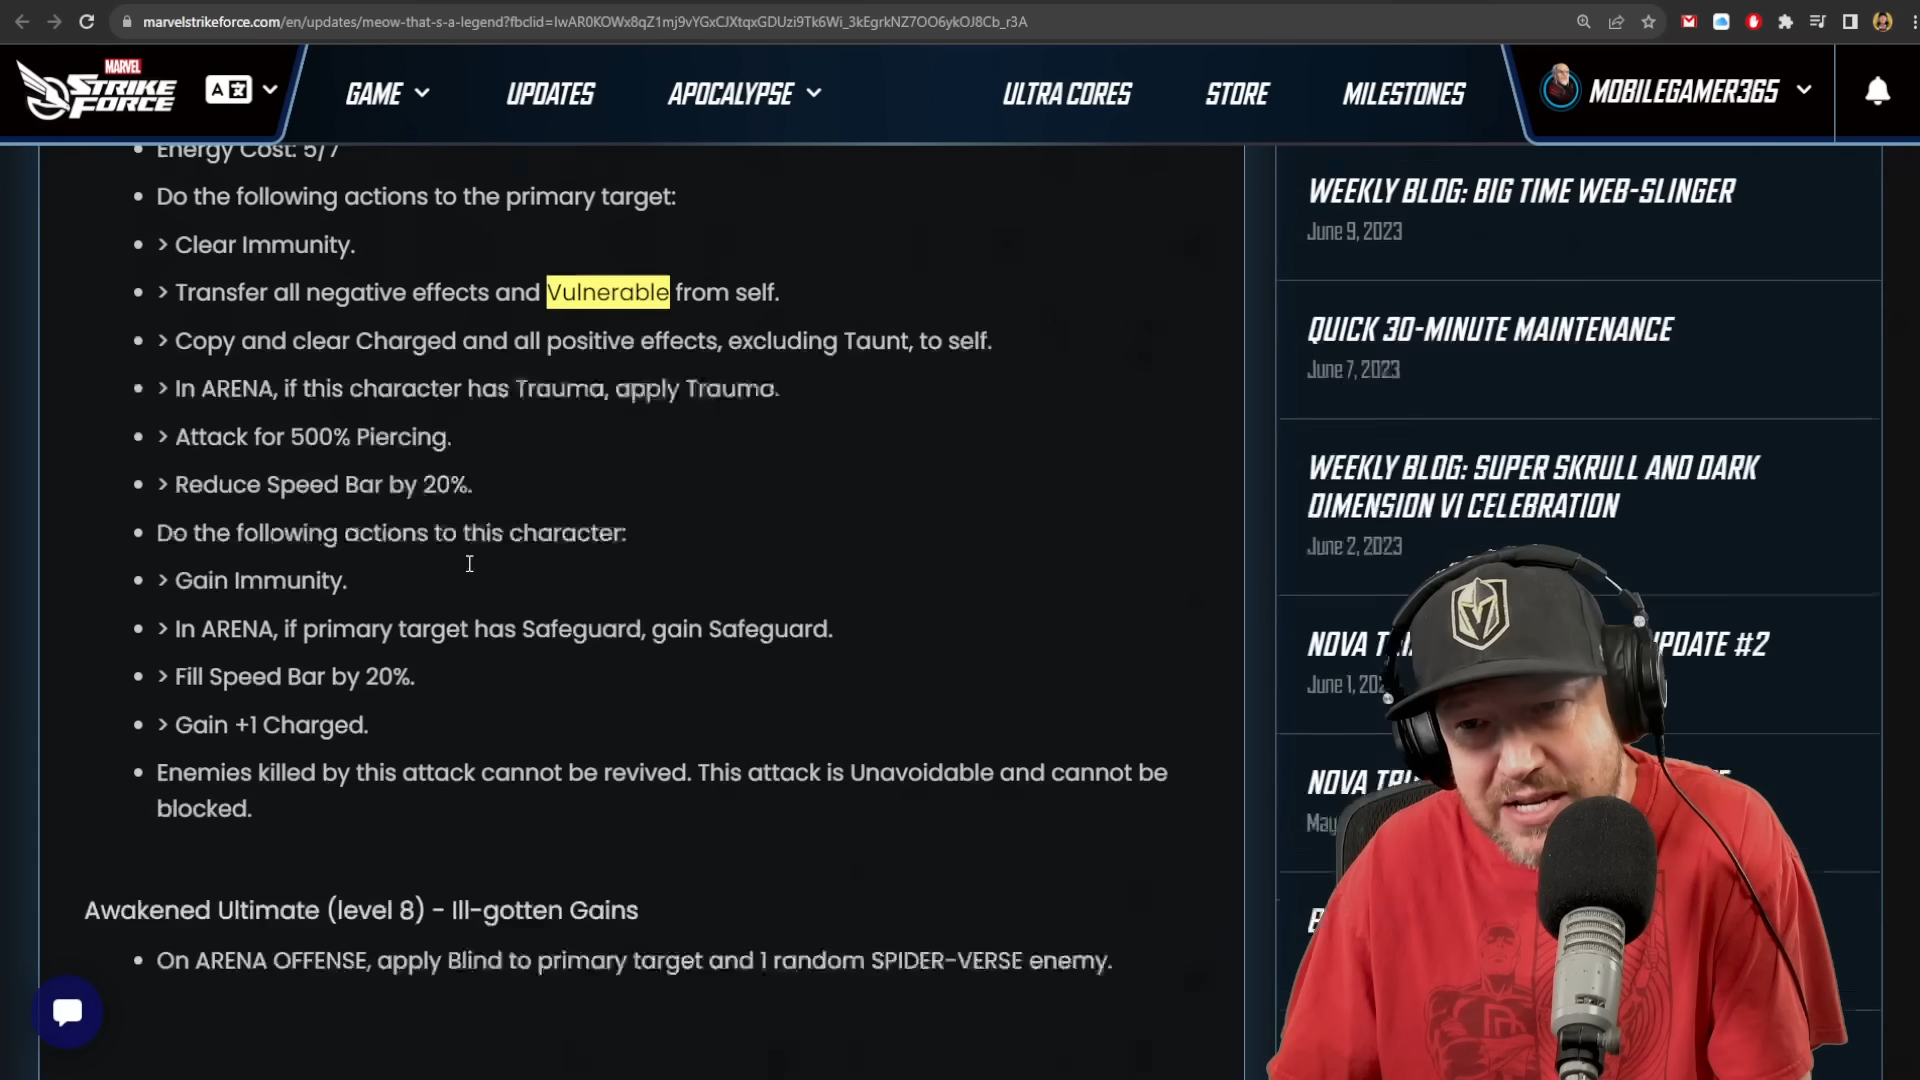 marvelstrikeforce.com/en/updates/meow-that-s-a-legend?fbclid=IwAR0KOWx8qZ1mj9vYGxCJXtqxGDUzi9Tk6Wi_3kEgrkNZ7OO6ykOJ8Cb_r3A
MARVEL
STRIKE
FORCE
GAME
UPDATES
APOCALYPSE
ULTRA CORES
STORE
MILESTONES
MOBILEGAMER365
• Energy Cost: 5/7
• Do the following actions to the primary target:
• > Clear Immunity.
• > Transfer all negative effects and Vulnerable from self.
• > Copy and clear Charged and all positive effects, excluding Taunt, to self.
• > In ARENA, if this character has Trauma, apply Trauma.
• > Attack for 500% Piercing.
• > Reduce Speed Bar by 20%.
• Do the following actions to this character:
• > Gain Immunity.
• > In ARENA, if primary target has Safeguard, gain Safeguard.
• > Fill Speed Bar by 20%.
• > Gain +1 Charged.
• Enemies killed by this attack cannot be revived. This attack is Unavoidable and cannot be
blocked.
Awakened Ultimate (level 8) - Ill-gotten Gains
• On ARENA OFFENSE, apply Blind to primary target and 1 random SPIDER-VERSE enemy.
WEEKLY BLOG: BIG TIME WEB-SLINGER
June 9, 2023
QUICK 30-MINUTE MAINTENANCE
June 7, 2023
WEEKLY BLOG: SUPER SKRULL AND DARK
DIMENSION VI CELEBRATION
June 2, 2023
NOVA UPDATE #2
June 1,
NOVA
May